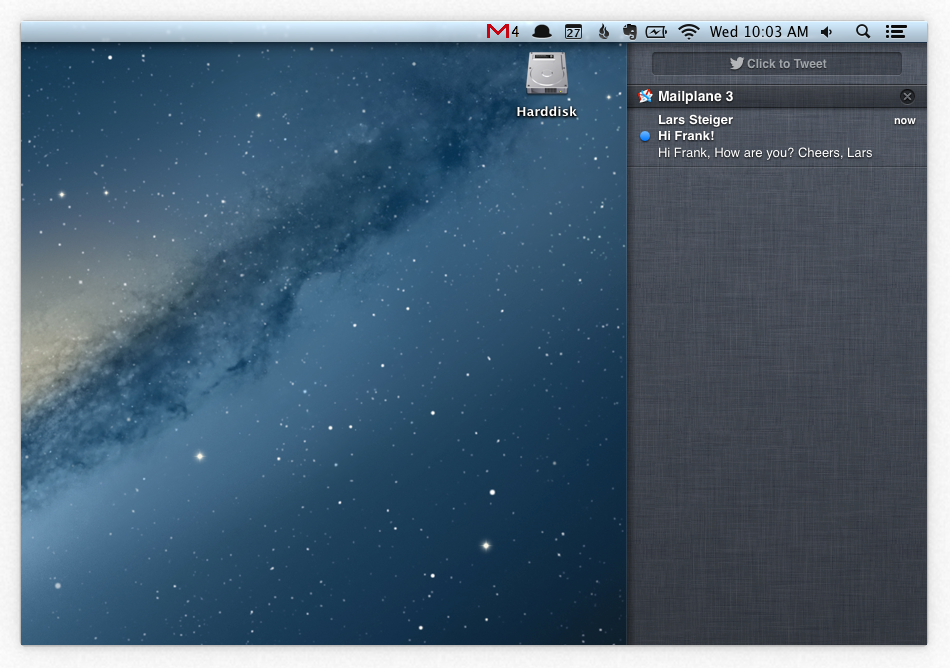 M4
27
Wed 10:03 AM
Harddisk
Click to Tweet
Mailplane 3
Lars Steiger
now
Hi Frank!
Hi Frank, How are you? Cheers, Lars